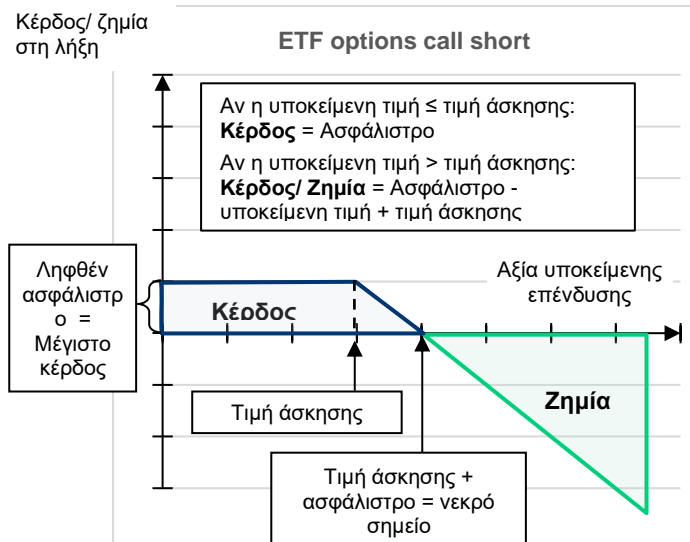 Κέρδος/ ζημία
στη λήξη
ETF options call short
Αν η υποκείμενη τιμή ≤ τιμή άσκησης:
Κέρδος = Ασφάλιστρο
Αν η υποκείμενη τιμή > τιμή άσκησης:
Κέρδος/ Ζημία = Ασφάλιστρο -
υποκείμενη τιμή + τιμή άσκησης
Ληφθέν
ασφάλιστρ
ο =
Μέγιστο
κέρδος
Κέρδος
Αξία υποκείμενης
επένδυσης
Τιμή άσκησης
Ζημία
Τιμή άσκησης +
ασφάλιστρο = νεκρό
σημείο